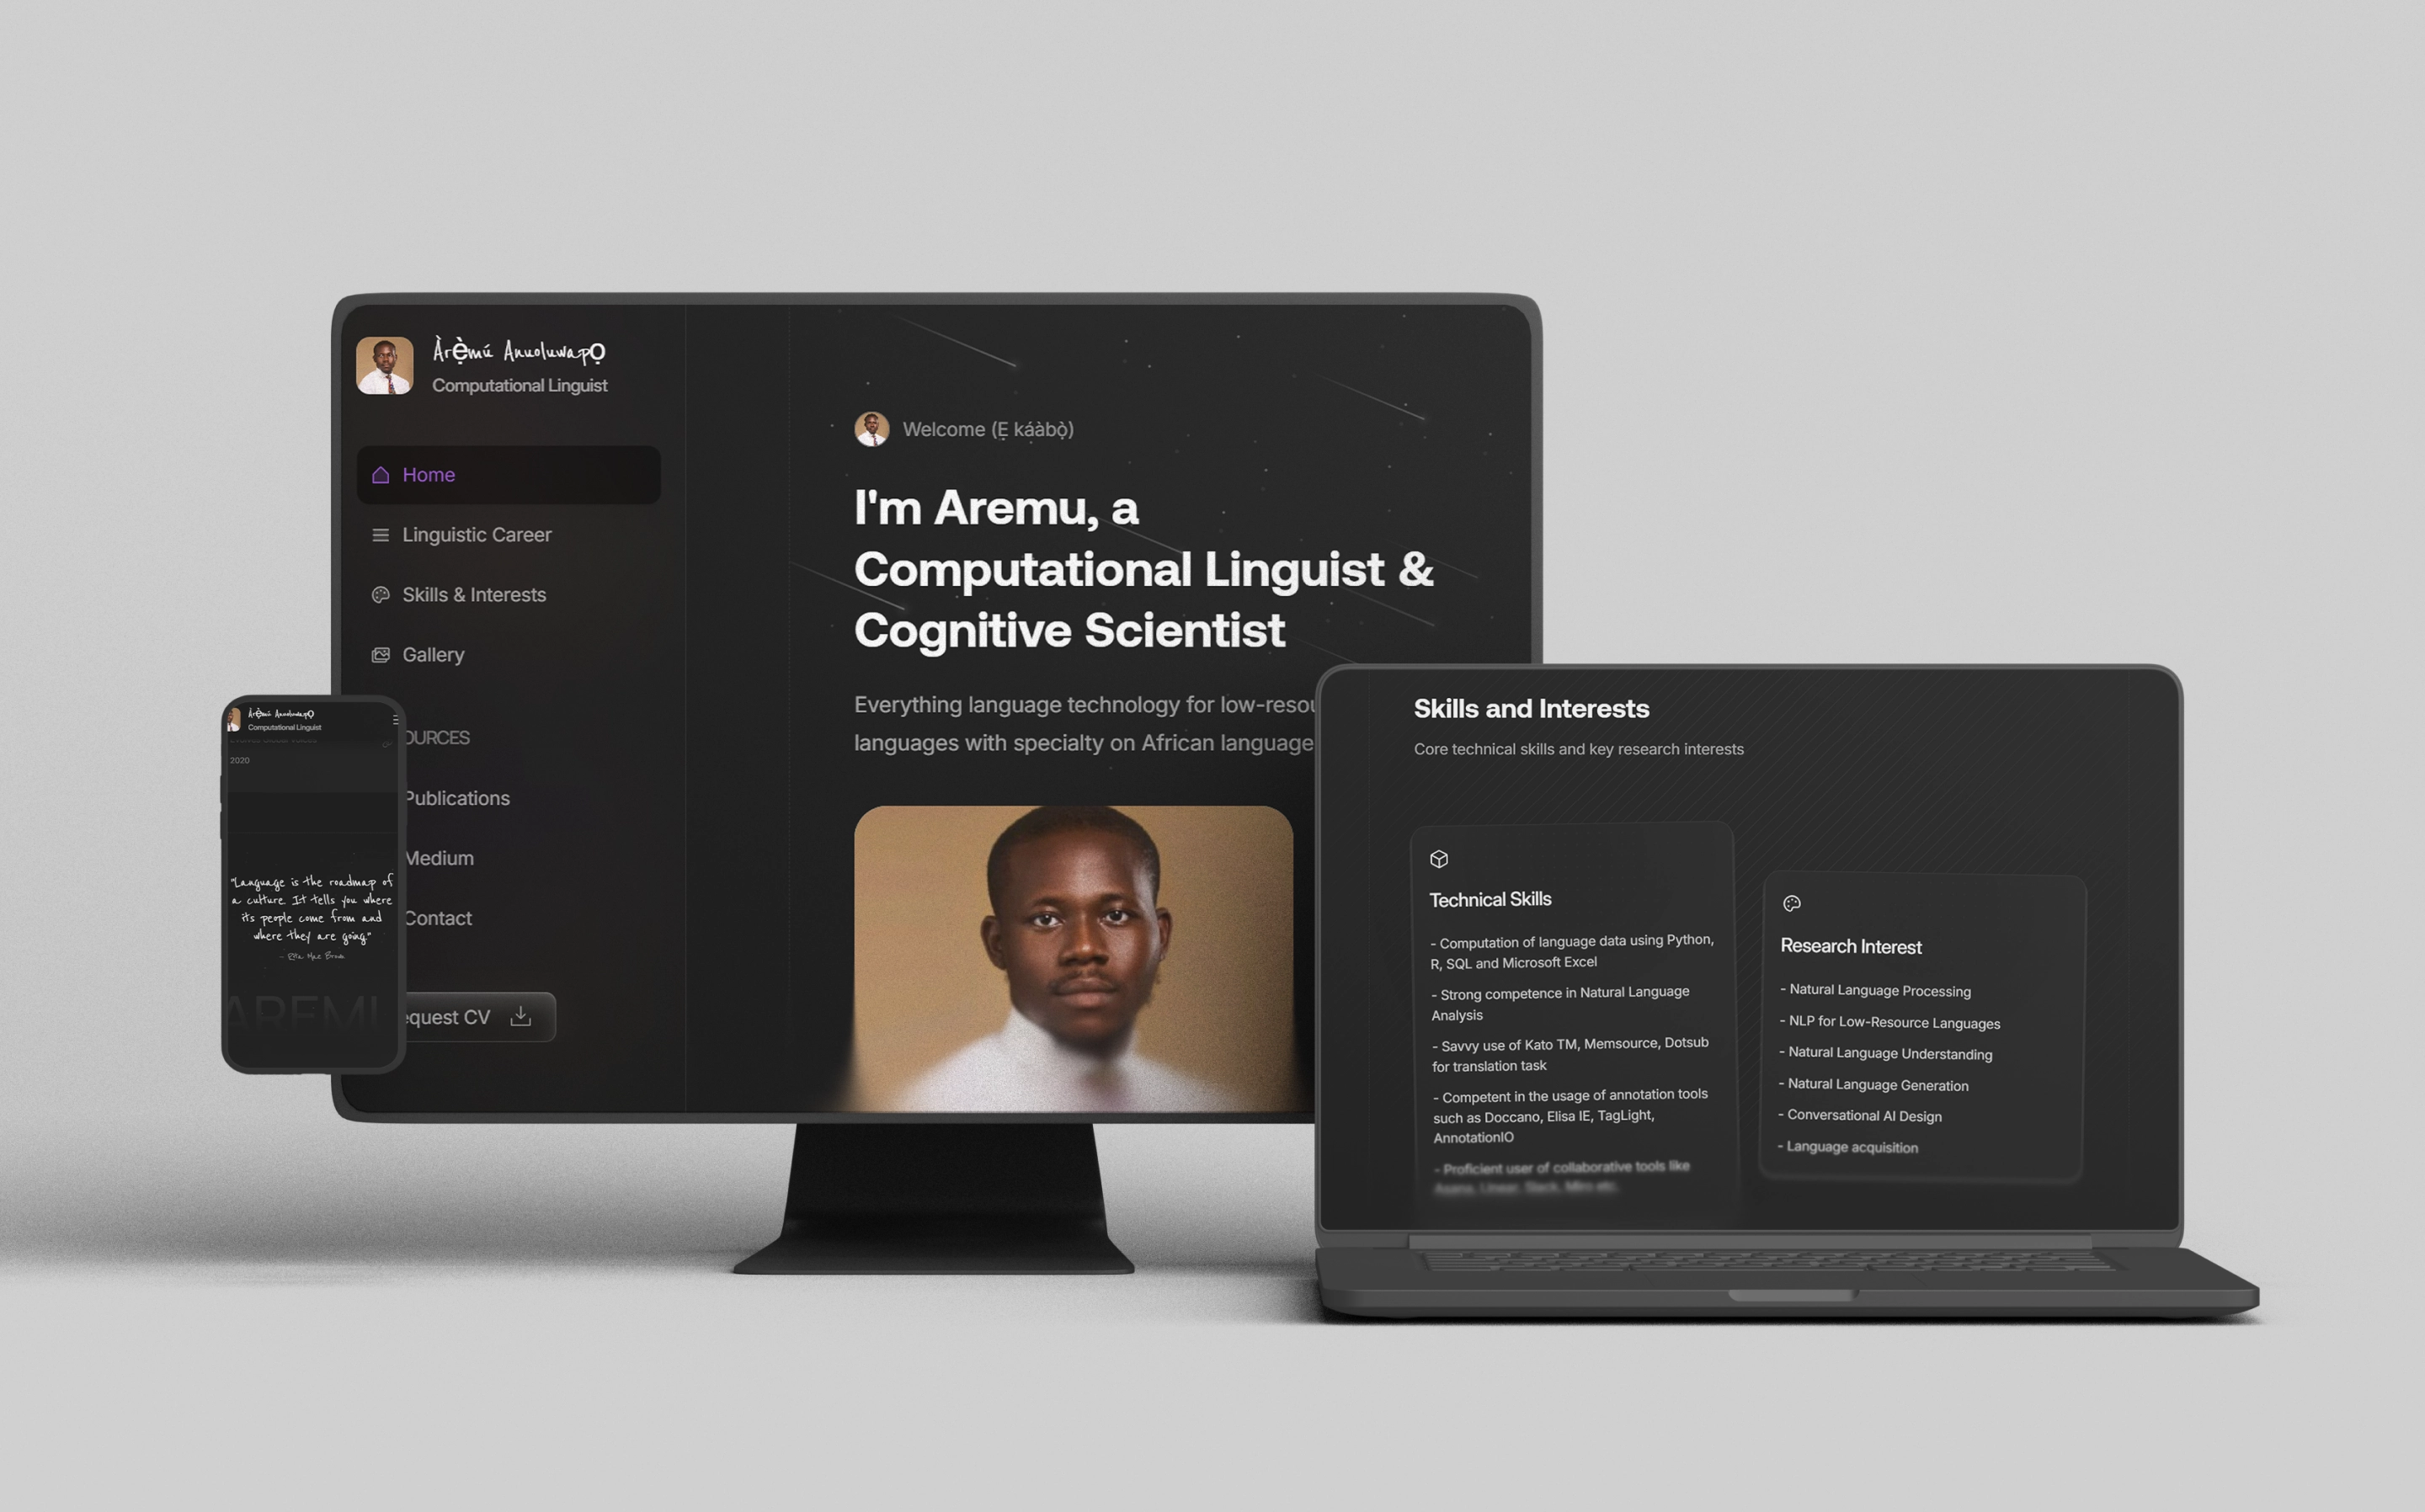 Àrẹ̀mú Anuoluwapọ
Computational Linguist
Home
Linguistic Career
Skills & Interests
Gallery
OURCES
Publications
Medium
Contact
equest CV
Welcome (Ẹ káàbọ̀)
I'm Aremu, a
Computational Linguist &
Cognitive Scientist
Everything language technology for low-resou
languages with specialty on African language
Àrẹ̀mú Anuoluwapọ
Computational Linguist
2020
"Language is the roadmap of
a culture. It tells you where
its people come from and
where they are going."
- Rita Mae Brown
AREMU
Skills and Interests
Core technical skills and key research interests
Technical Skills
- Computation of language data using Python,
R, SQL and Microsoft Excel
- Strong competence in Natural Language
Analysis
- Savvy use of Kato TM, Memsource, Dotsub
for translation task
- Competent in the usage of annotation tools
such as Doccano, Elisa IE, TagLight,
AnnotationIO
- Proficient user of collaborative tools like
Asana, Linear, Slack, Miro etc.
Research Interest
- Natural Language Processing
- NLP for Low-Resource Languages
- Natural Language Understanding
- Natural Language Generation
- Conversational AI Design
- Language acquisition